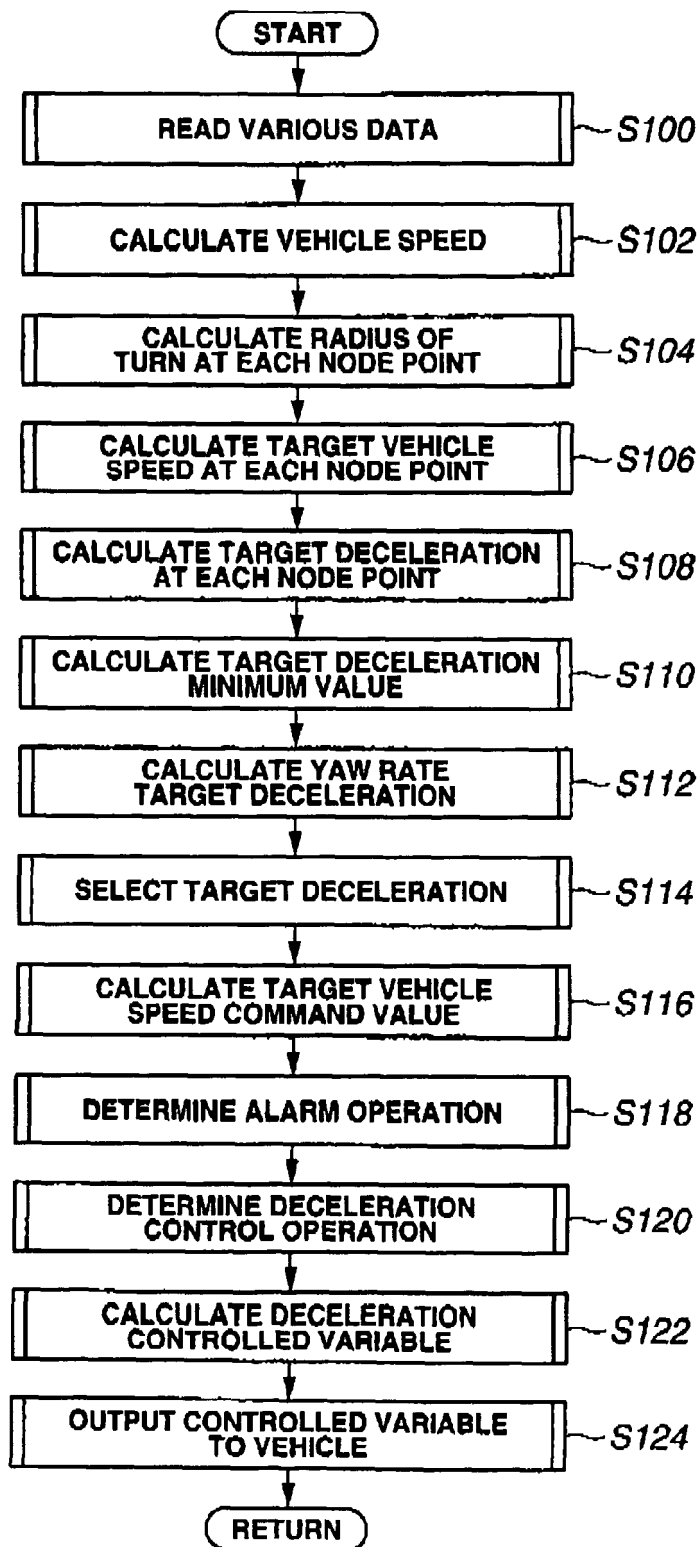 START
READ VARIOUS DATA
S100
CALCULATE VEHICLE SPEED
S102
CALCULATE RADIUS OF
TURN AT EACH NODE POINT
S104
CALCULATE TARGET VEHICLE
SPEED AT EACH NODE POINT
S106
CALCULATE TARGET DECELERATION
AT EACH NODE POINT
S108
CALCULATE TARGET DECELERATION
MINIMUM VALUE
S110
CALCULATE YAW RATE
TARGET DECELERATION
S112
SELECT TARGET DECELERATION
S114
CALCULATE TARGET VEHICLE
SPEED COMMAND VALUE
S116
DETERMINE ALARM OPERATION
S118
DETERMINE DECELERATION
CONTROL OPERATION
S120
CALCULATE DECELERATION
CONTROLLED VARIABLE
S122
OUTPUT CONTROLLED VARIABLE
TO VEHICLE
S124
RETURN